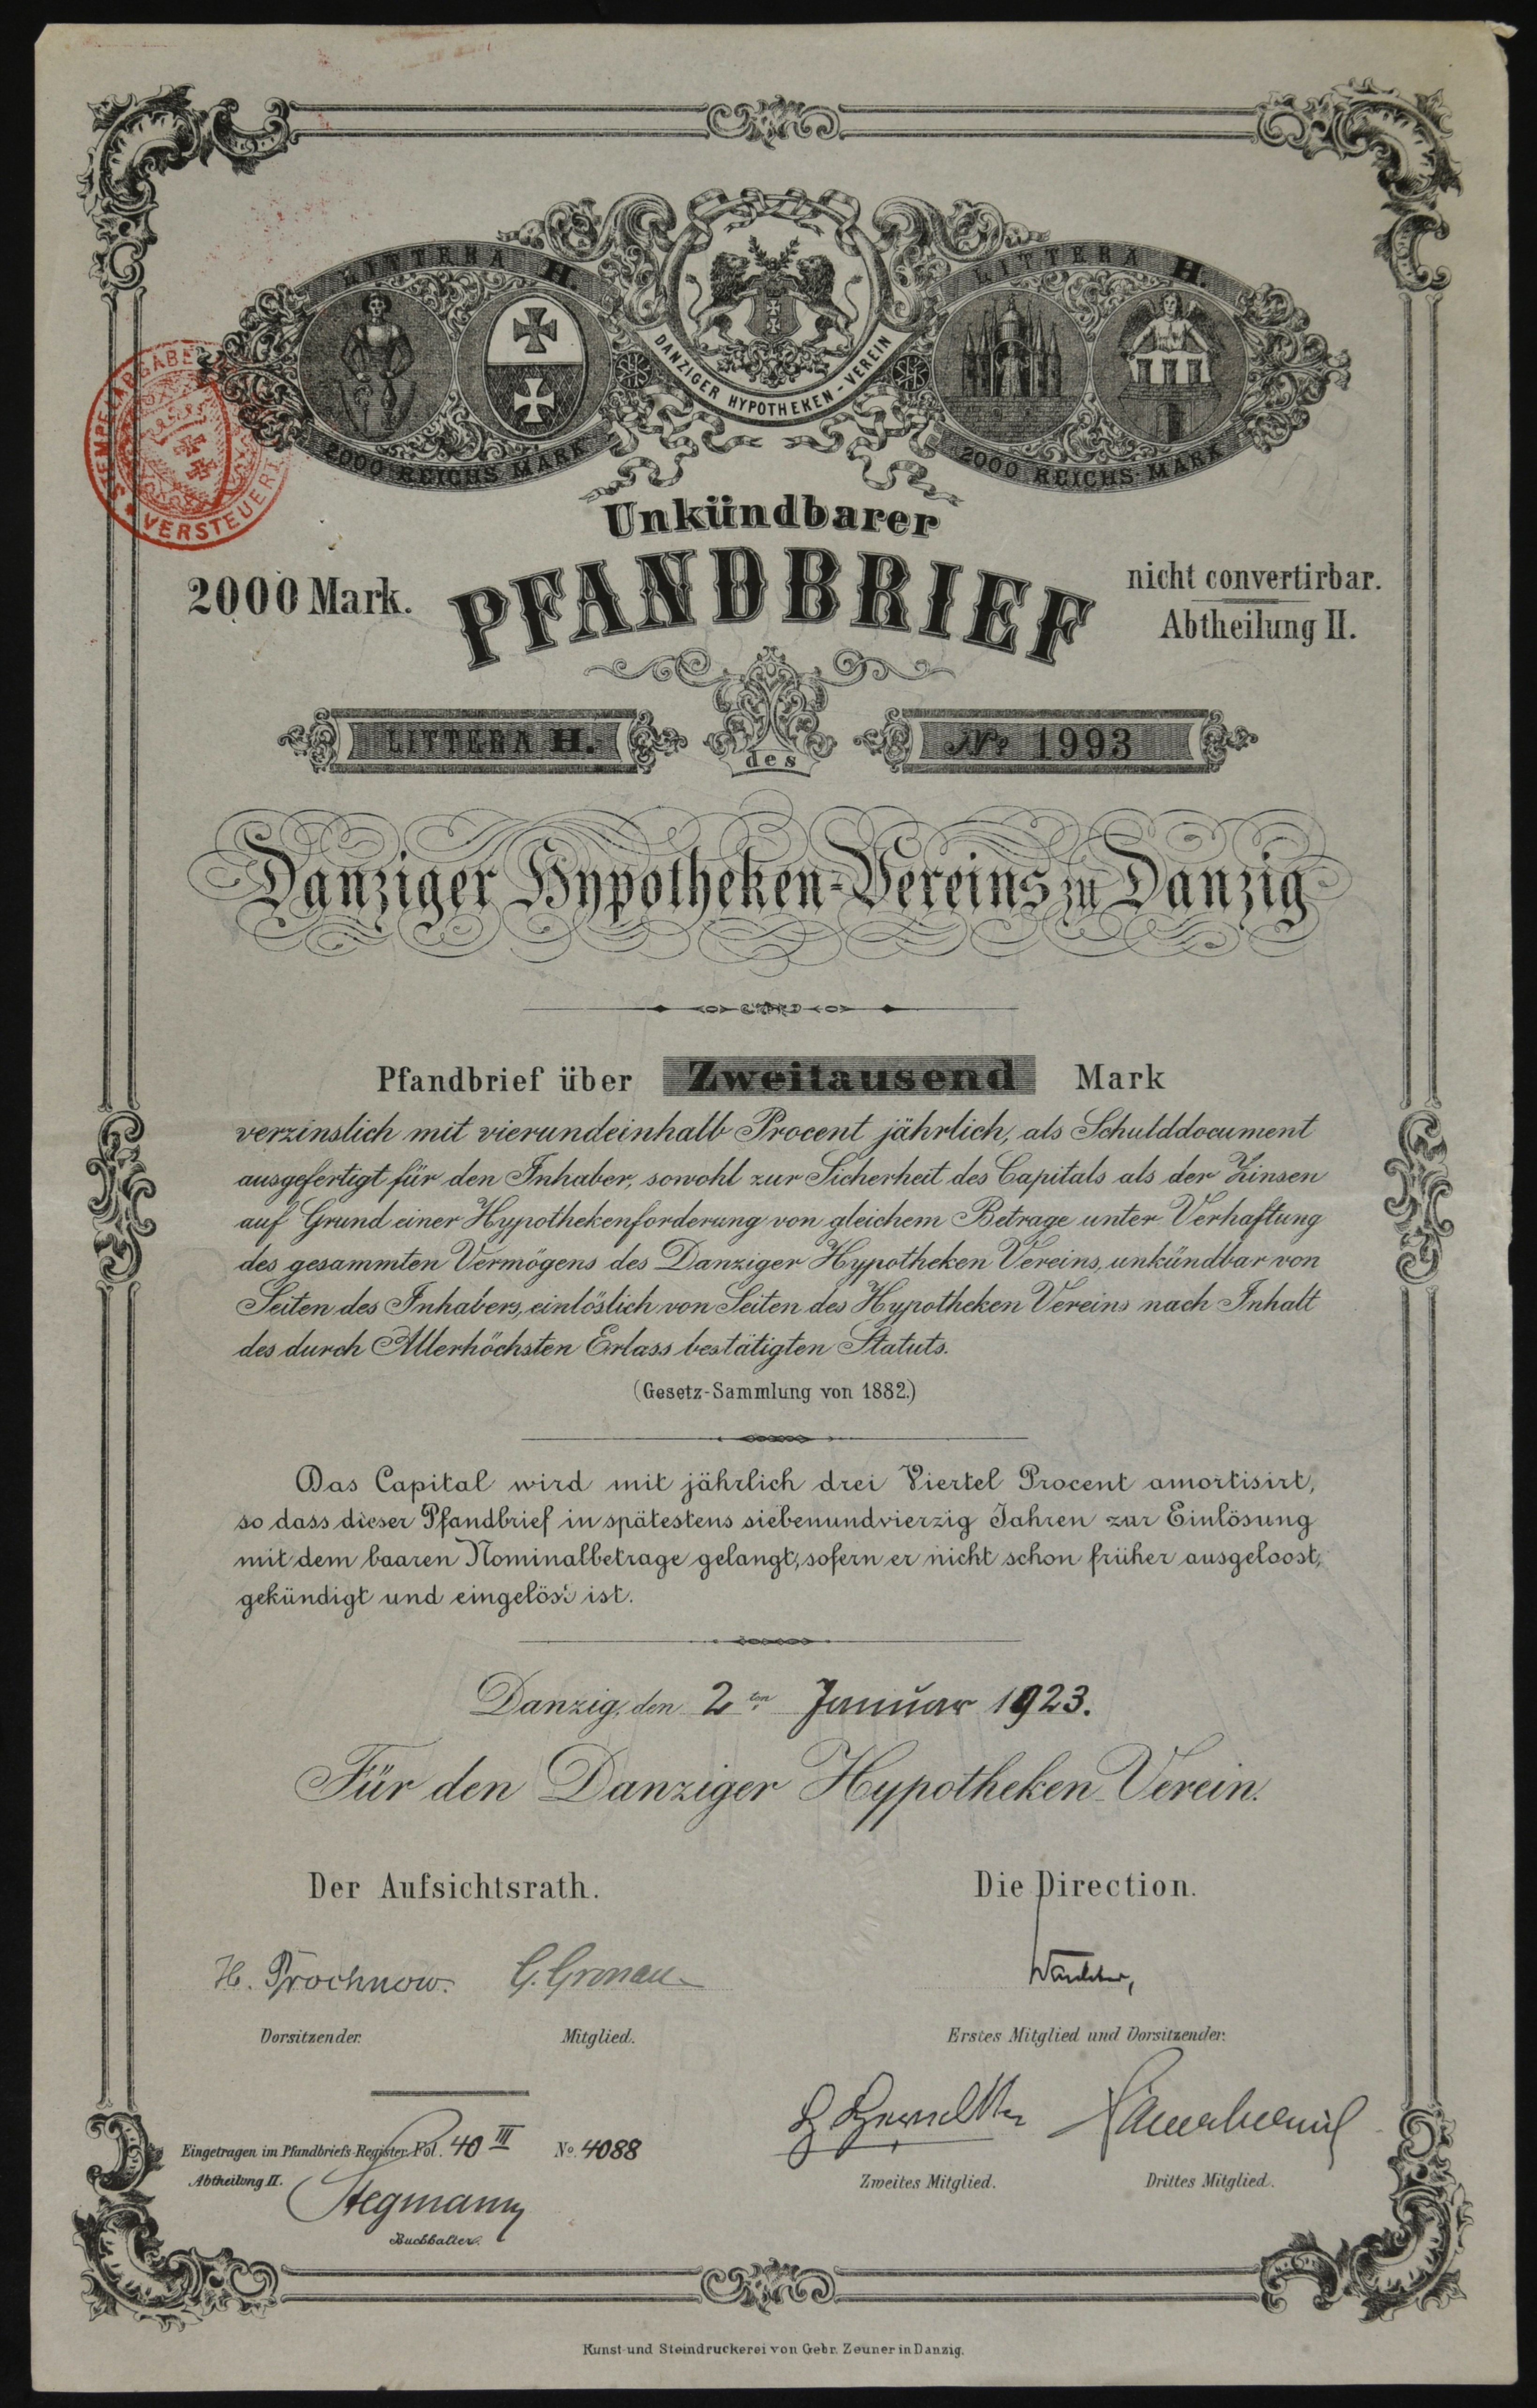 LITTERA H.
LITTERA H.
DANZIGER HYPOTHEKEN-VEREIN
2000 REICHS MARK
2000 REICHS-MARK
STEMPELABGABE
VERSTEUERT
Unkündbarer
2000 Mark.
PFANDBRIEF
nicht convertirbar.
Abtheilung II.
LITTERA H.
des
№ 1993
Danziger Hypotheken-Vereins zu Danzig
Pfandbrief über Zweitausend Mark
verzinslich mit vierundeinhalb Procent jährlich, als Schulddocument
ausgefertigt für den Inhaber, sowohl zur Sicherheit des Capitals als der Zinsen
auf Grund einer Hypothekenforderung von gleichem Betrage unter Verhaftung
des gesammten Vermögens des Danziger Hypotheken Vereins, unkündbar von
Seiten des Inhabers, einlöslich von Seiten des Hypotheken Vereins nach Inhalt
des durch Allerhöchsten Erlass bestätigten Statuts.
(Gesetz-Sammlung von 1882.)
Das Capital wird mit jährlich drei Viertel Procent amortisirt,
so dass dieser Pfandbrief in spätestens siebenundvierzig Jahren zur Einlösung
mit dem baaren Nominalbetrage gelangt, sofern er nicht schon früher ausgeloost,
gekündigt und eingelöst ist.
Danzig, den 2ten Januar 1923.
Für den Danziger Hypotheken-Verein.
Der Aufsichtsrath.
Die Direction.
H. Prochnow. G. Gronau
Vorsitzender.
Mitglied.
Erstes Mitglied und Vorsitzender.
Eingetragen im Pfandbriefs-Register Fol. 40 III No. 4088
Abtheilung II.
Zweites Mitglied.
Drittes Mitglied.
Stegmann
Buchhalter.
Kunst-und Steindruckerei von Gebr. Zeuner in Danzig.